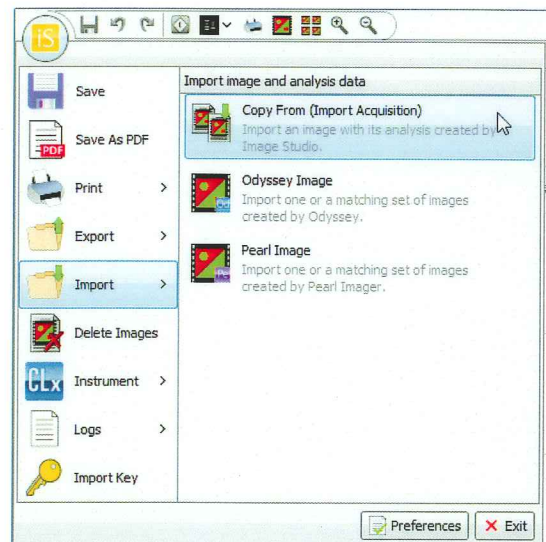 iS
Save
Save As PDF
PDF
Print >
Export >
Import >
Delete Images
CLx
Instrument >
Logs >
Import Key
Import image and analysis data
Copy From (Import Acquisition)
Import an image with its analysis created by
Image Studio.
Odyssey Image
Import one or a matching set of images
created by Odyssey.
Pearl Image
Import one or a matching set of images
created by Pearl Imager.
Preferences
Exit